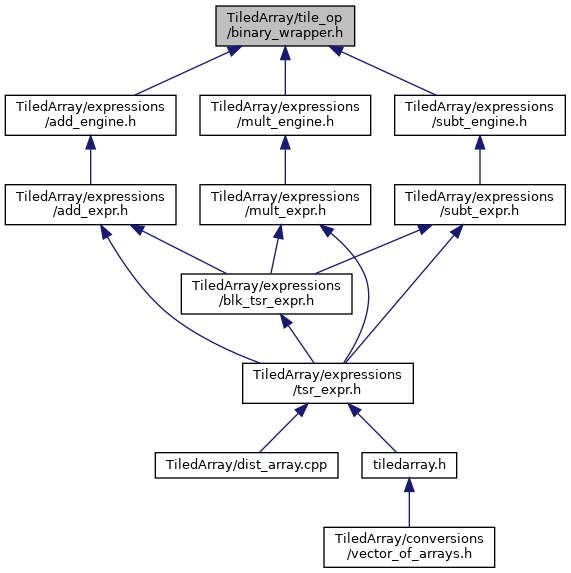 TiledArray/tile_op
/binary_wrapper.h
TiledArray/expressions
/add_engine.h
TiledArray/expressions
/mult_engine.h
TiledArray/expressions
/subt_engine.h
TiledArray/expressions
/add_expr.h
TiledArray/expressions
/mult_expr.h
TiledArray/expressions
/subt_expr.h
TiledArray/expressions
/blk_tsr_expr.h
TiledArray/expressions
/tsr_expr.h
TiledArray/dist_array.cpp
tiledarray.h
TiledArray/conversions
/vector_of_arrays.h